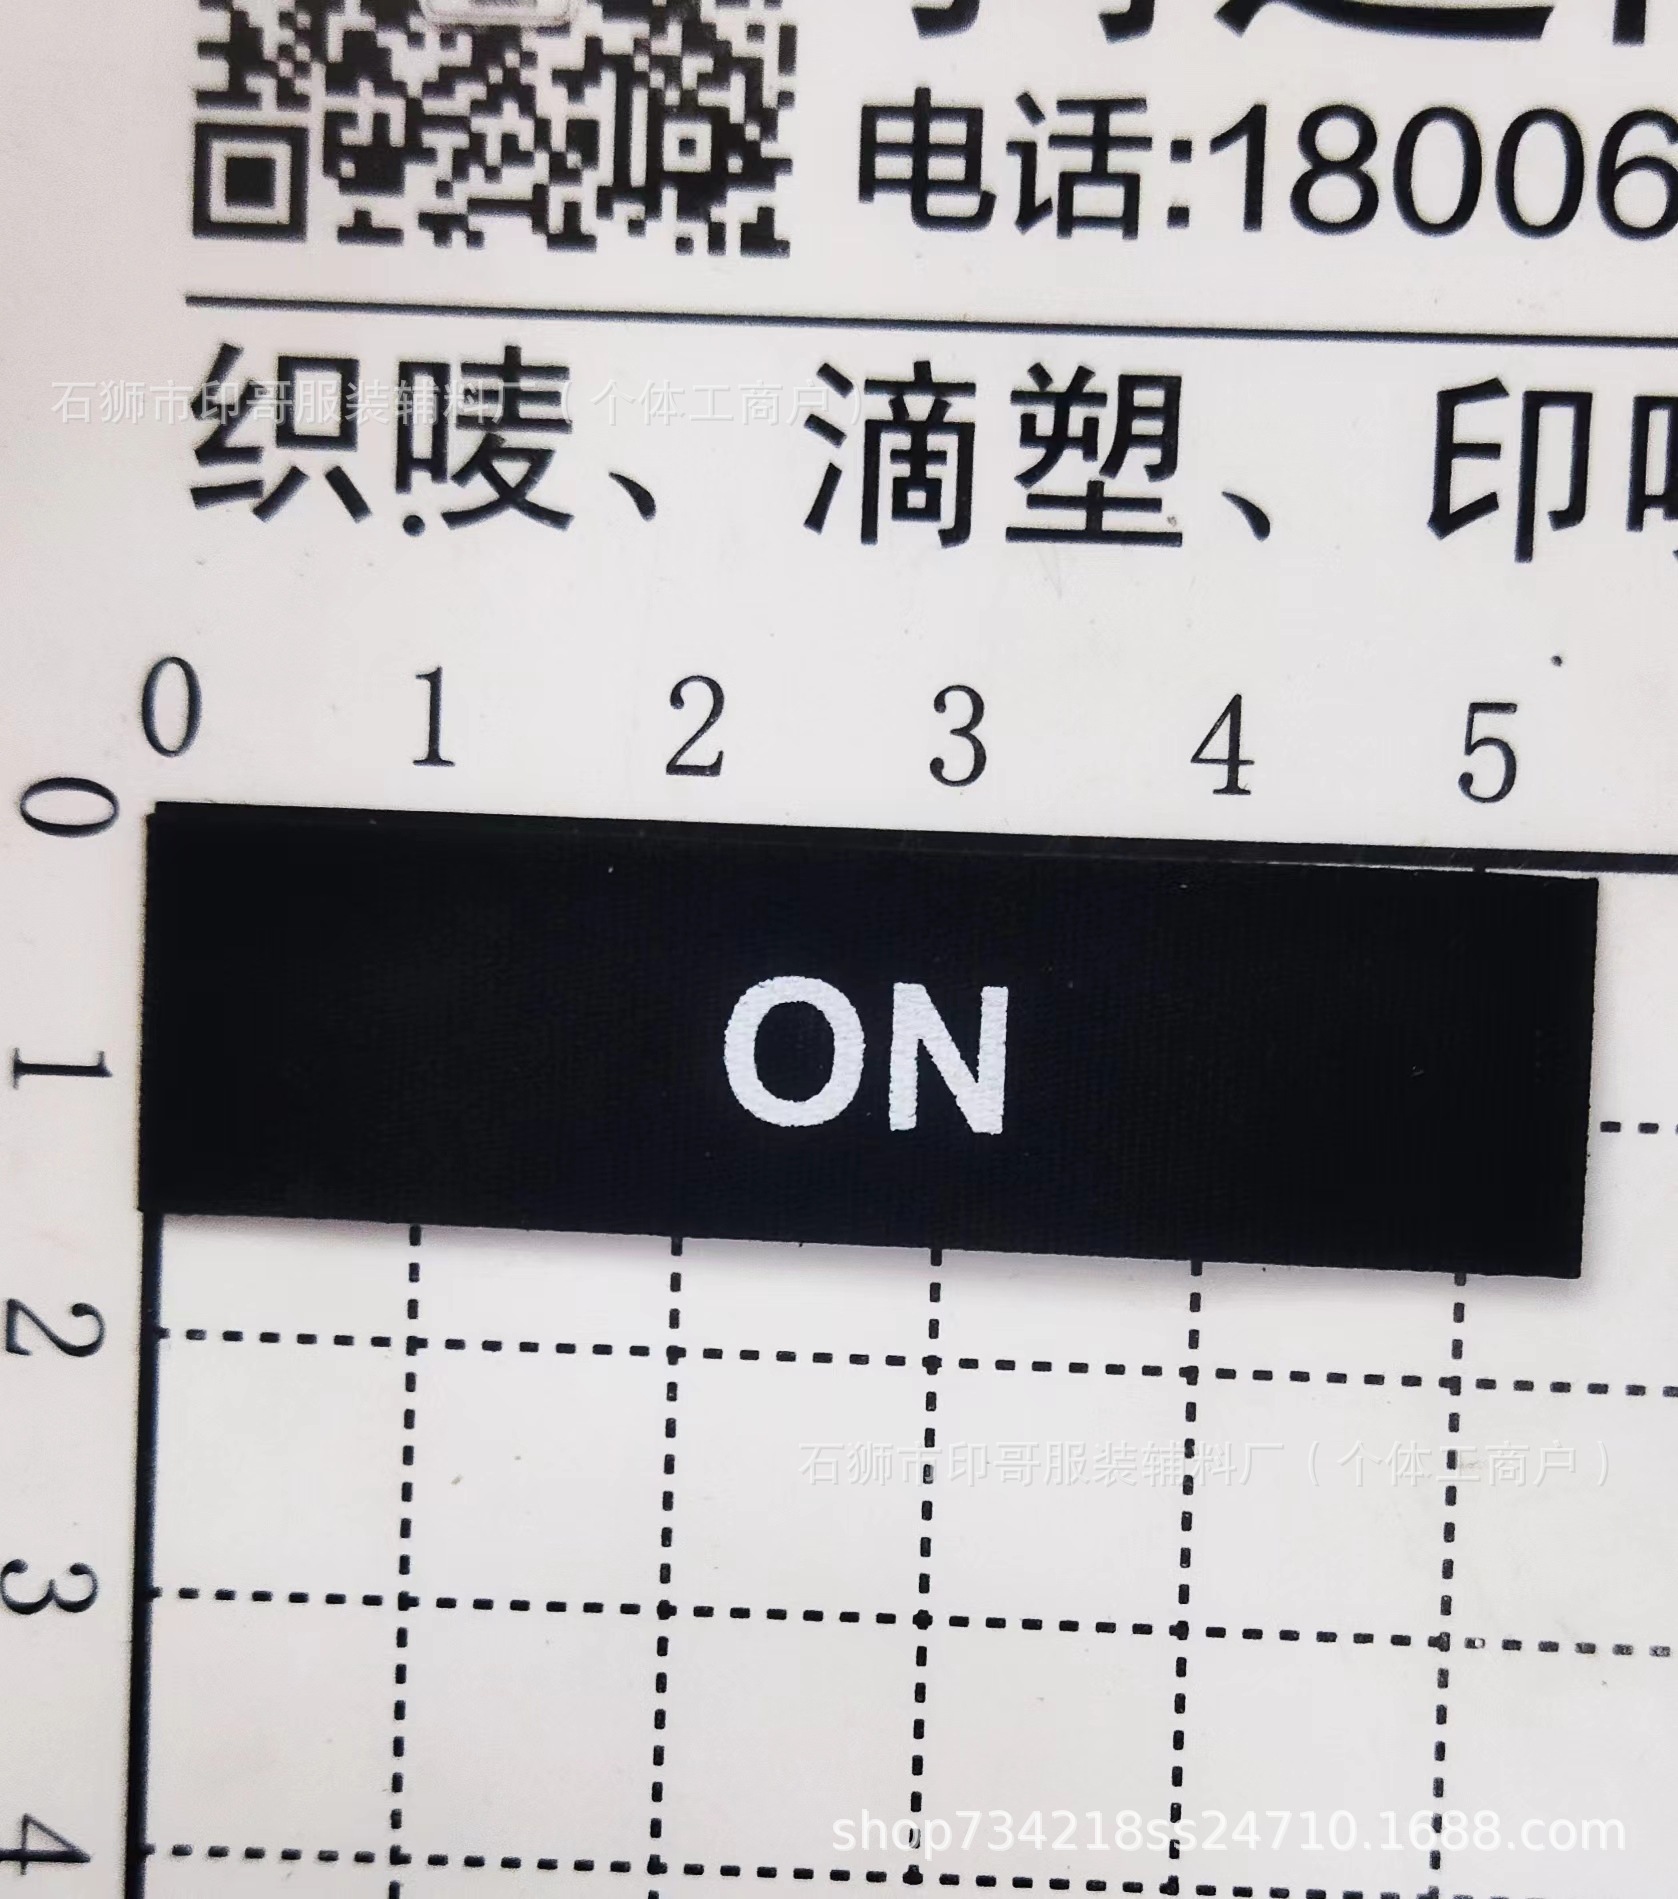 电话:18006
织唛、滴塑、印
石狮市印哥服装辅料厂（个体工商户）
0 1 2 3 4 5
0
ON
1
2
石狮市印哥服装辅料厂（个体工商户）
3
4
shop734218ss24710.1688.com